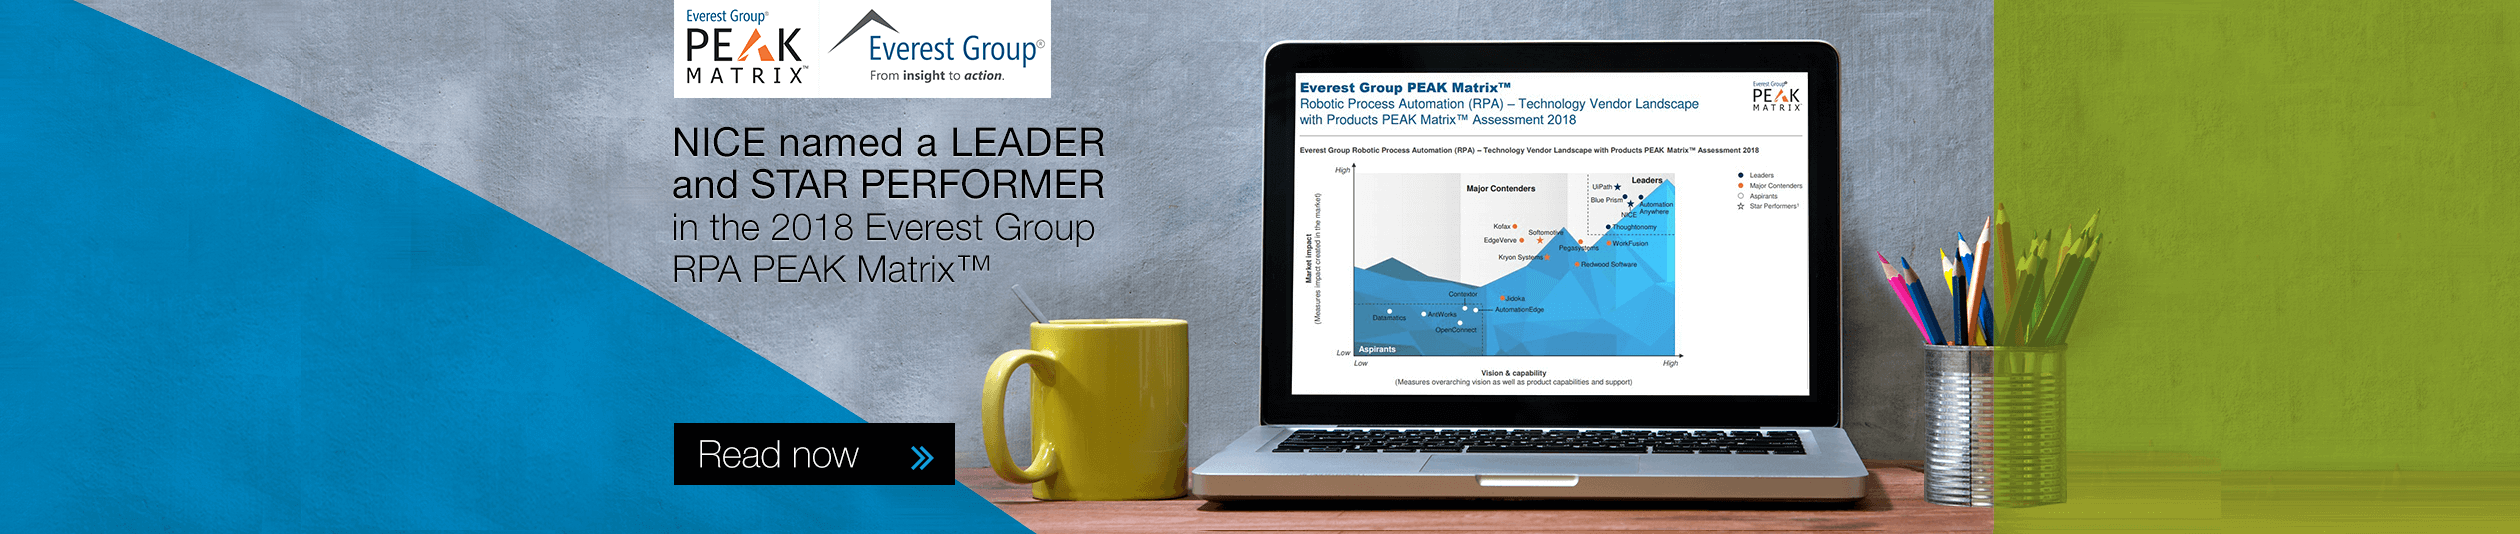 Everest Group®
PEAK
MATRIX™
Everest Group®
From insight to action.
NICE named a LEADER
and STAR PERFORMER
in the 2018 Everest Group
RPA PEAK Matrix™
Read now
Everest Group PEAK Matrix™
Robotic Process Automation (RPA) – Technology Vendor Landscape
with Products PEAK Matrix™ Assessment 2018
Everest Group®
PEAK
MATRIX
Everest Group Robotic Process Automation (RPA) – Technology Vendor Landscape with Products PEAK Matrix™ Assessment 2018
High
Market impact
(Measures impact created in the market)
Low
Major Contenders
Leaders
UiPath
Blue Prism
Automation
Anywhere
NICE
Thoughtonomy
Kofax
Softomotive
EdgeVerve
WorkFusion
Pegasystems
Kryon Systems
Redwood Software
Contextor
Jidoka
AutomationEdge
AntWorks
Datamatics
OpenConnect
Aspirants
Low
High
Vision & capability
(Measures overarching vision as well as product capabilities and support)
Leaders
Major Contenders
Aspirants
Star Performers¹